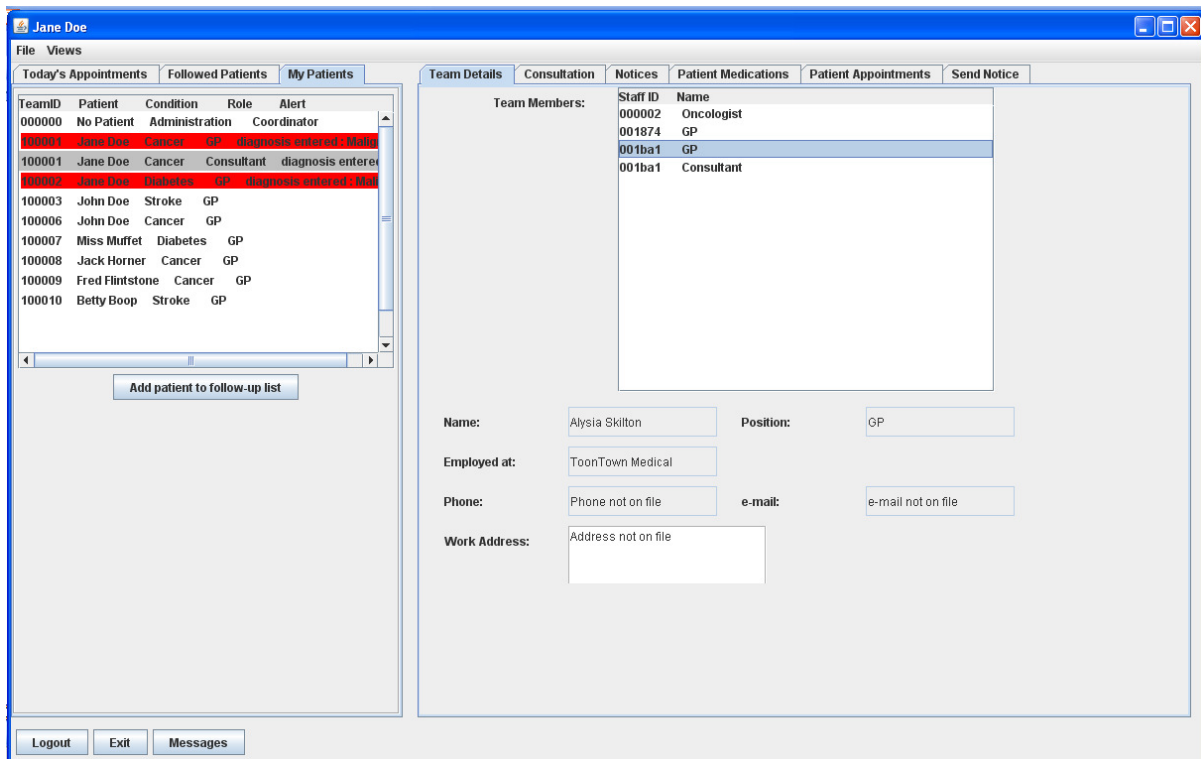 Jane Doe
File Views
Today's Appointments Followed Patients My Patients
TeamID Patient Condition Role Alert
000000 No Patient Administration Coordinator
100001 Jane Doe Cancer GP diagnosis entered : Malig
100001 Jane Doe Cancer Consultant diagnosis entered
100002 Jane Doe Diabetes GP diagnosis entered : Mali
100003 John Doe Stroke GP
100006 John Doe Cancer GP
100007 Miss Muffet Diabetes GP
100008 Jack Horner Cancer GP
100009 Fred Flintstone Cancer GP
100010 Betty Boop Stroke GP
Add patient to follow-up list
Team Details Consultation Notices Patient Medications Patient Appointments Send Notice
Team Members:
Staff ID Name
000002 Oncologist
001874 GP
001ba1 GP
001ba1 Consultant
Name: Alysia Skilton Position: GP
Employed at: ToonTown Medical
Phone: Phone not on file e-mail: e-mail not on file
Work Address: Address not on file
Logout Exit Messages